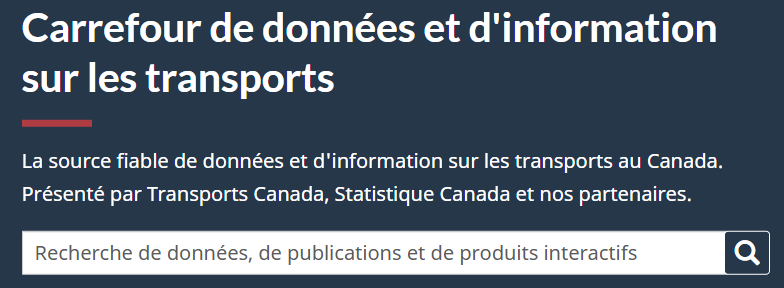 Carrefour de données et d'information
sur les transports
La source fiable de données et d'information sur les transports au Canada.
Présenté par Transports Canada, Statistique Canada et nos partenaires.
Recherche de données, de publications et de produits interactifs